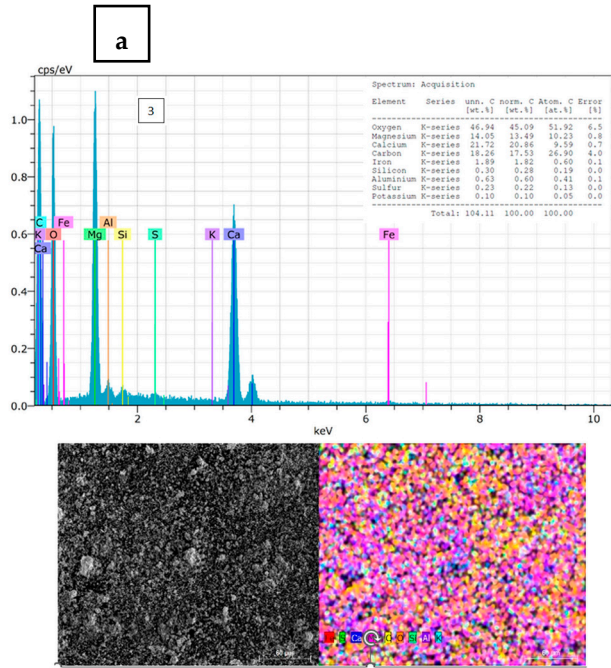 a
cps/eV
3
Spectrum: Acquisition
Element Series unn. C norm. C Atom. C Error
[wt.%] [wt.%] [at.%] [%]
Oxygen K-series 46.94 45.09 51.92 6.5
Magnesium K-series 14.05 13.49 10.23 0.8
Calcium K-series 21.72 20.86 9.59 0.7
Carbon K-series 18.26 17.53 26.90 4.0
Iron K-series 1.89 1.82 0.60 0.1
Silicon K-series 0.30 0.28 0.19 0.0
Aluminium K-series 0.63 0.60 0.41 0.1
Sulfur K-series 0.23 0.22 0.13 0.0
Potassium K-series 0.10 0.10 0.05 0.0
Total: 104.11 100.00 100.00
1.0
0.8
0.6
0.4
0.2
0.0
C Fe Al
K O Mg Si S K Ca Fe
Ca
2 4 6 8 10
keV
60 µm
Ca Si Al